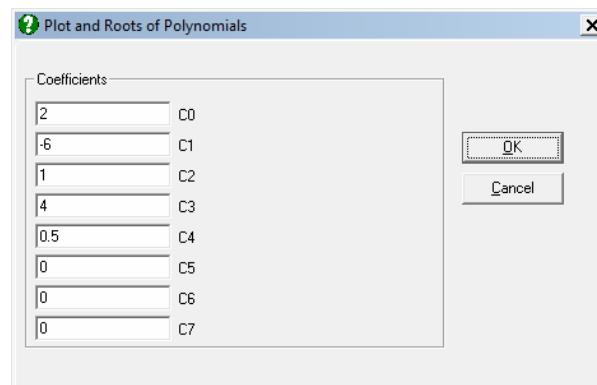 Plot and Roots of Polynomials
Coefficients
2 C0
-6 C1
1 C2
4 C3
0.5 C4
0 C5
0 C6
0 C7
OK
Cancel